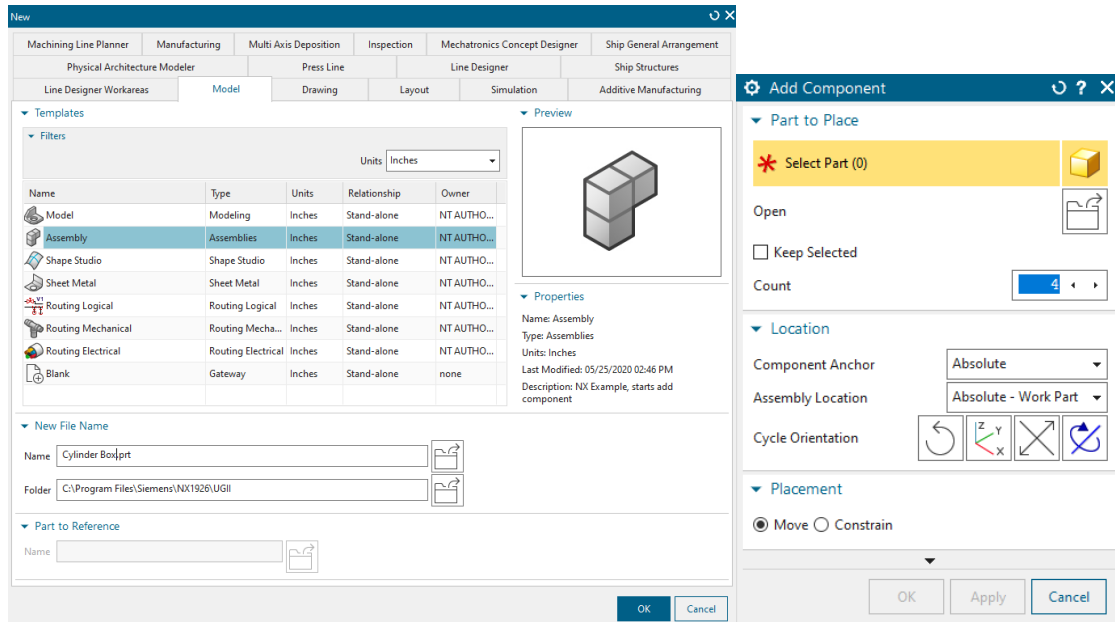 New
Machining Line Planner Manufacturing Multi Axis Deposition Inspection Mechatronics Concept Designer Ship General Arrangement
Physical Architecture Modeler Press Line Line Designer Ship Structures
Line Designer Workareas Model Drawing Layout Simulation Additive Manufacturing
Templates
Filters
Units Inches
Name Type Units Relationship Owner
Model Modeling Inches Stand-alone NT AUTHO...
Assembly Assemblies Inches Stand-alone NT AUTHO...
Shape Studio Shape Studio Inches Stand-alone NT AUTHO...
Sheet Metal Sheet Metal Inches Stand-alone NT AUTHO...
Routing Logical Routing Logical Inches Stand-alone NT AUTHO...
Routing Mechanical Routing Mecha... Inches Stand-alone NT AUTHO...
Routing Electrical Routing Electrical Inches Stand-alone NT AUTHO...
Blank Gateway Inches Stand-alone none
Preview
Properties
Name: Assembly
Type: Assemblies
Units: Inches
Last Modified: 05/25/2020 02:46 PM
Description: NX Example, starts add
component
New File Name
Name Cylinder Box.prt
Folder C:\Program Files\Siemens\NX1926\UGII
Part to Reference
Name
OK Cancel
Add Component
Part to Place
Select Part (0)
Open
Keep Selected
Count 4
Location
Component Anchor Absolute
Assembly Location Absolute - Work Part
Cycle Orientation Z Y X
Placement
Move Constrain
OK Apply Cancel